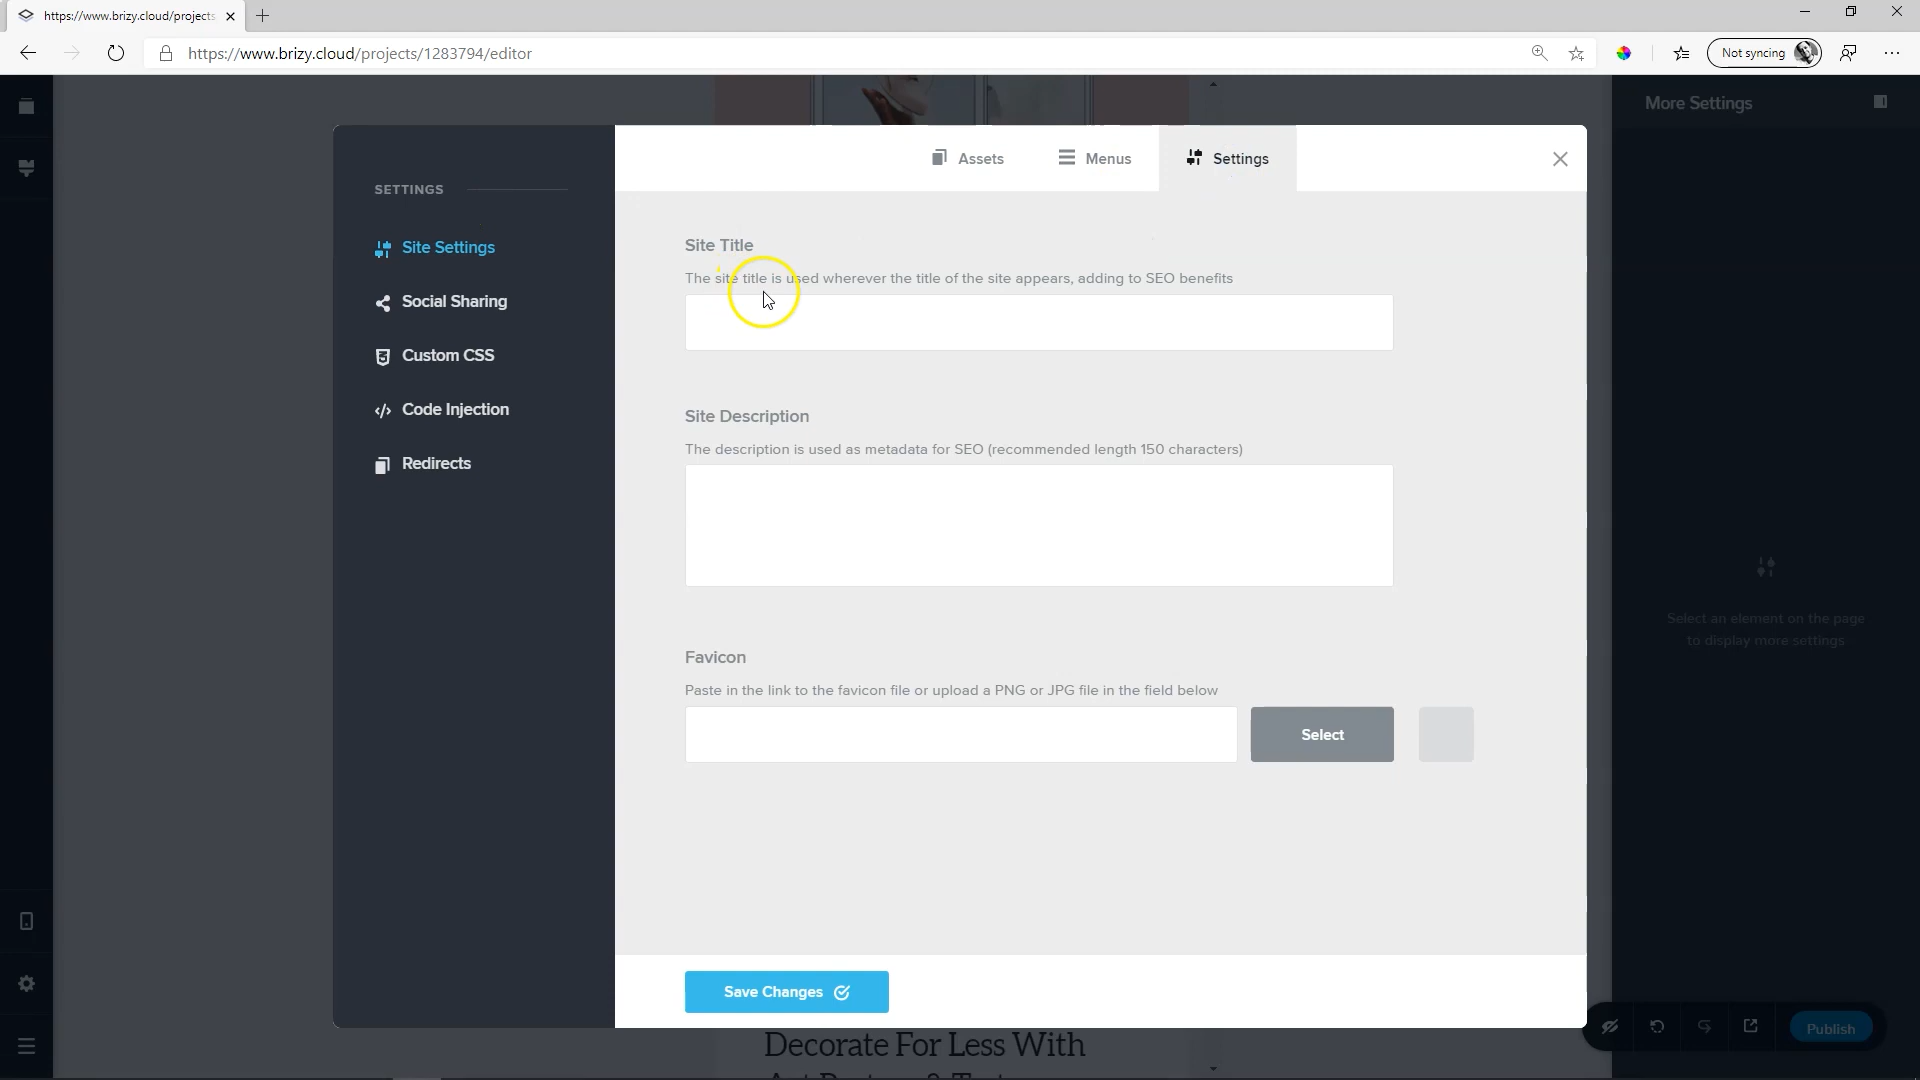 https://www.brizy.cloud/projects
https://www.brizy.cloud/projects/1283794/editor
Not syncing
More Settings
Assets
Menus
Settings
SETTINGS
Site Settings
Social Sharing
Custom CSS
Code Injection
Redirects
Site Title
The site title is used wherever the title of the site appears, adding to SEO benefits
Site Description
The description is used as metadata for SEO (recommended length 150 characters)
Favicon
Paste in the link to the favicon file or upload a PNG or JPG file in the field below
Select
Save Changes
Select an element on the page
to display more settings
Publish
Decorate For Less With